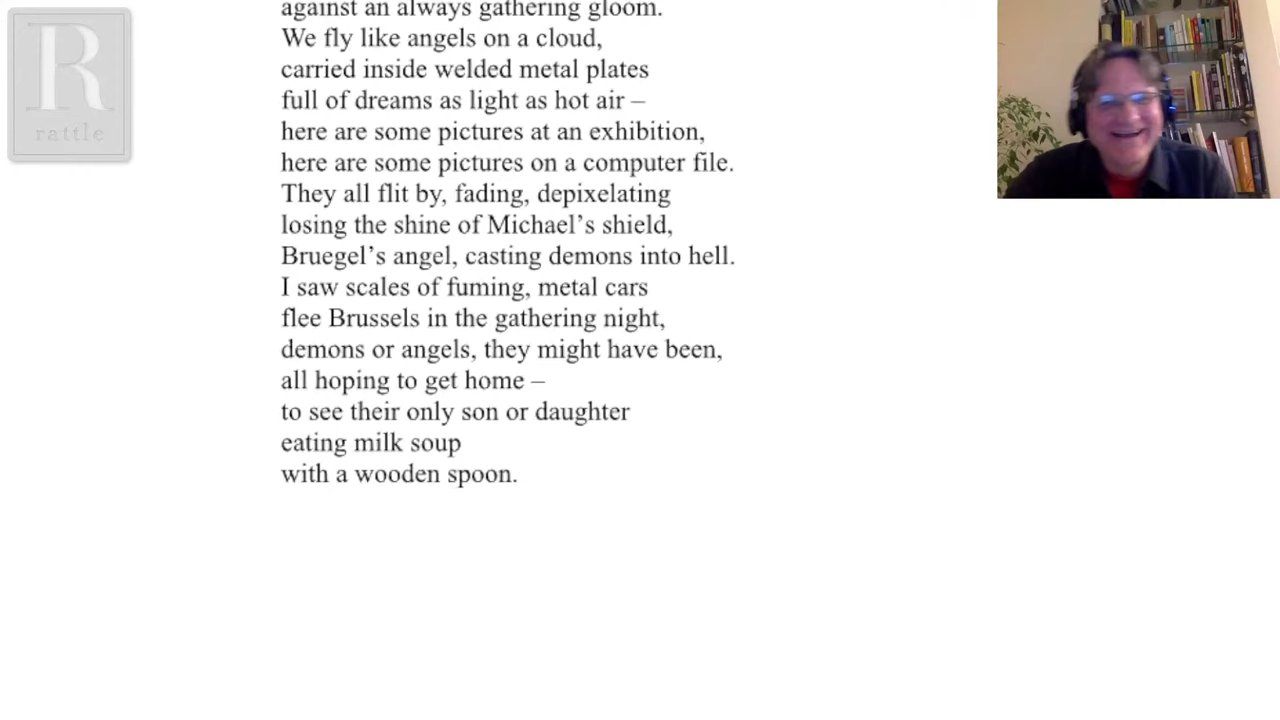 R
rattle
against an always gathering gloom.
We fly like angels on a cloud,
carried inside welded metal plates
full of dreams as light as hot air –
here are some pictures at an exhibition,
here are some pictures on a computer file.
They all flit by, fading, depixelating
losing the shine of Michael’s shield,
Bruegel’s angel, casting demons into hell.
I saw scales of fuming, metal cars
flee Brussels in the gathering night,
demons or angels, they might have been,
all hoping to get home –
to see their only son or daughter
eating milk soup
with a wooden spoon.